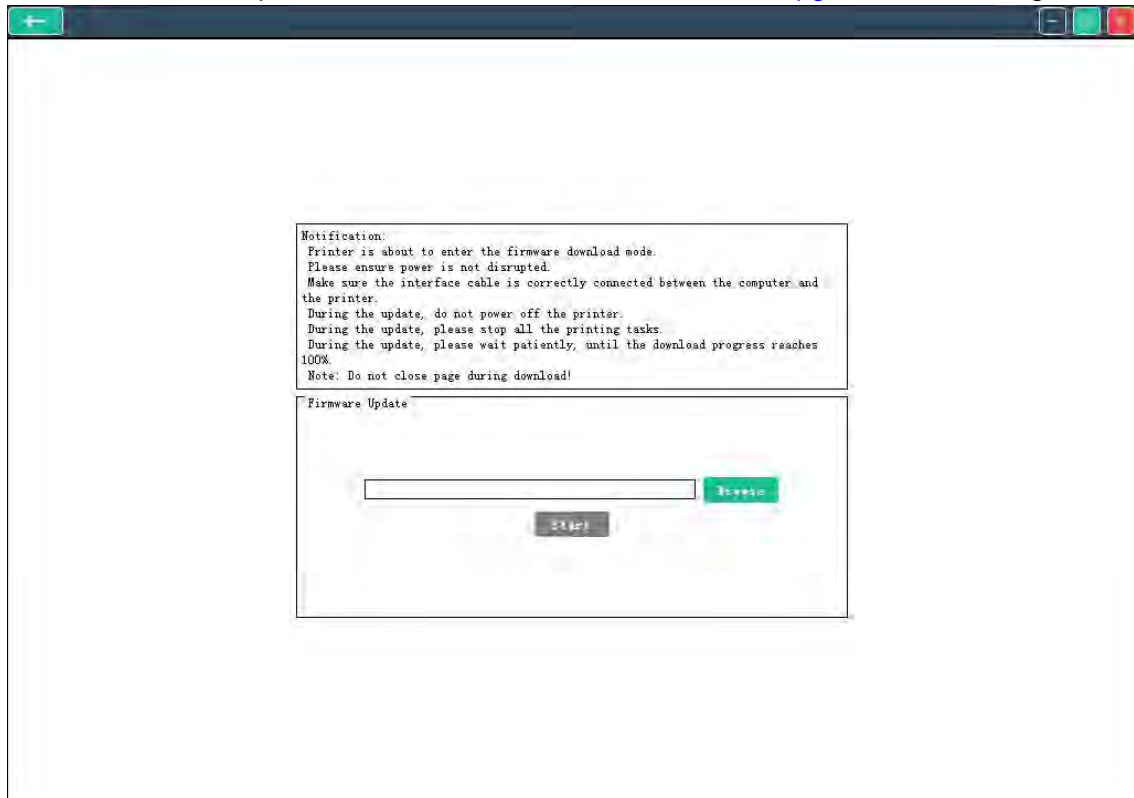 Notification:
Printer is about to enter the firmware download mode.
Please ensure power is not disrupted.
Make sure the interface cable is correctly connected between the computer and
the printer.
During the update, do not power off the printer.
During the update, please stop all the printing tasks.
During the update, please wait patiently, until the download progress reaches
100%.
Note: Do not close page during download!
Firmware Update
Browse
Start